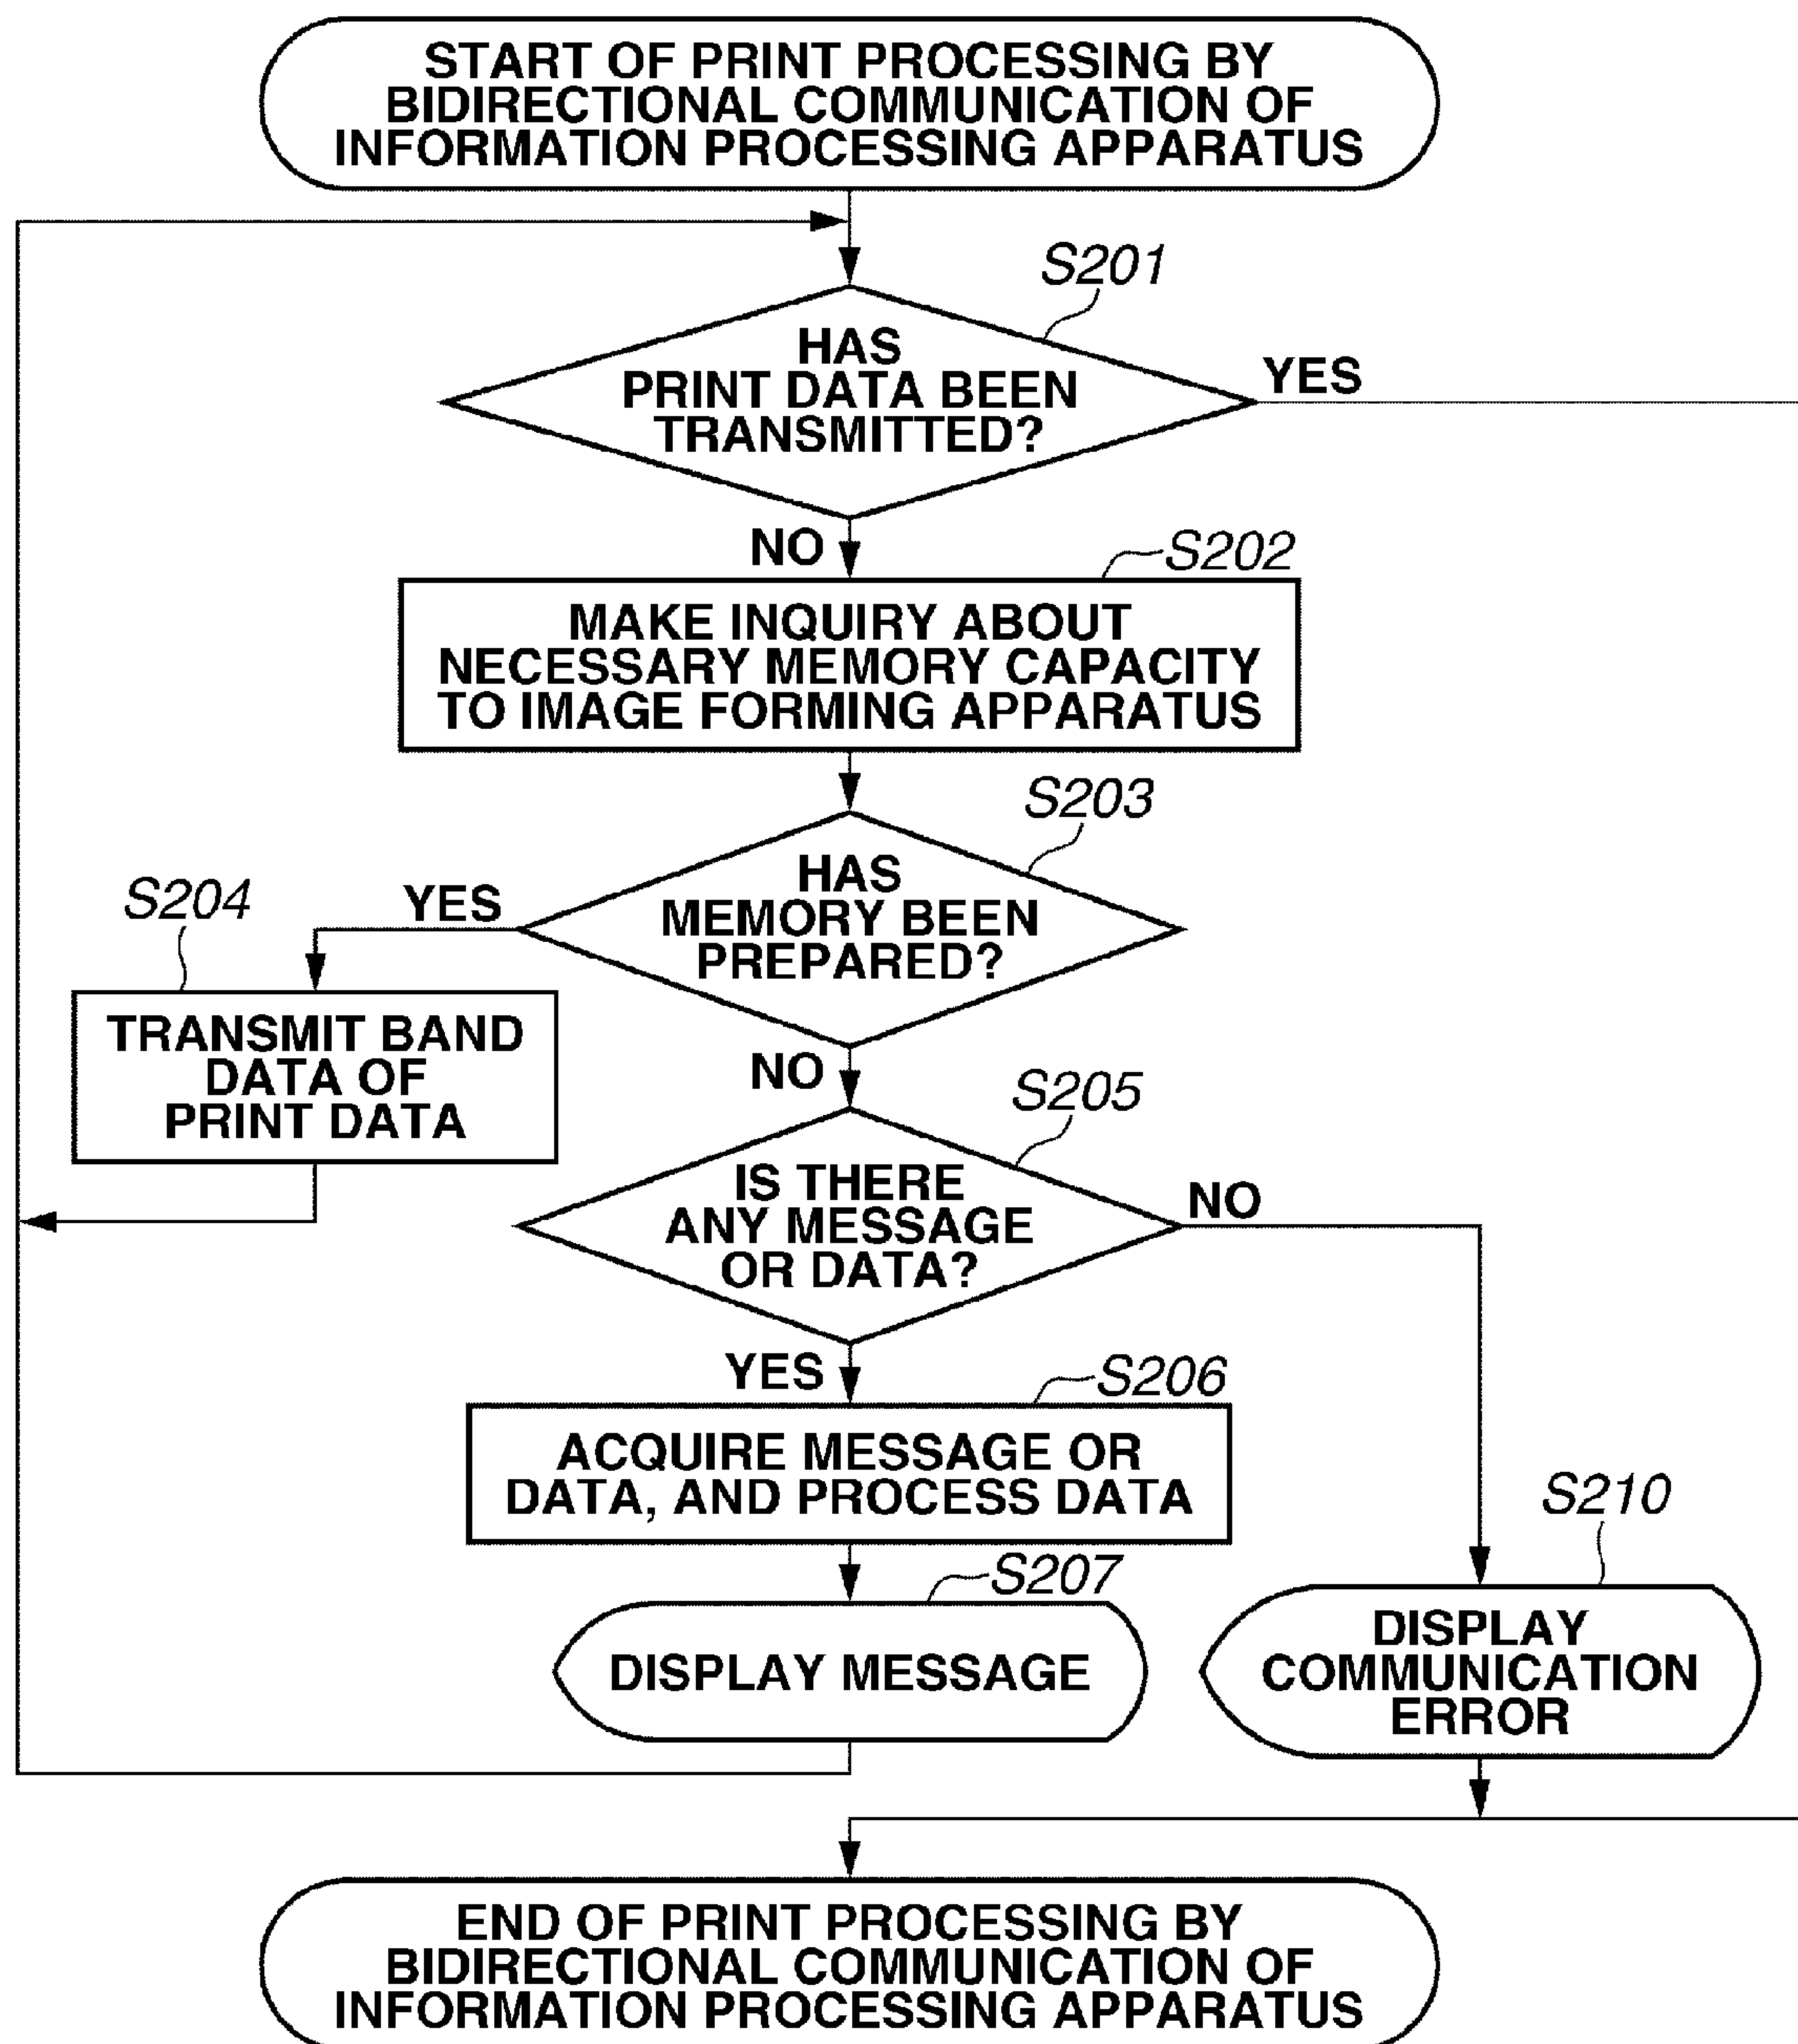 START OF PRINT PROCESSING BY
BIDIRECTIONAL COMMUNICATION OF
INFORMATION PROCESSING APPARATUS
S201
HAS
PRINT DATA BEEN
TRANSMITTED?
YES
NO
S202
MAKE INQUIRY ABOUT
NECESSARY MEMORY CAPACITY
TO IMAGE FORMING APPARATUS
S203
HAS
MEMORY BEEN
PREPARED?
YES
S204
TRANSMIT BAND
DATA OF
PRINT DATA
NO
S205
IS THERE
ANY MESSAGE
OR DATA?
NO
YES
S206
ACQUIRE MESSAGE OR
DATA, AND PROCESS DATA
S207
DISPLAY MESSAGE
S210
DISPLAY
COMMUNICATION
ERROR
END OF PRINT PROCESSING BY
BIDIRECTIONAL COMMUNICATION OF
INFORMATION PROCESSING APPARATUS